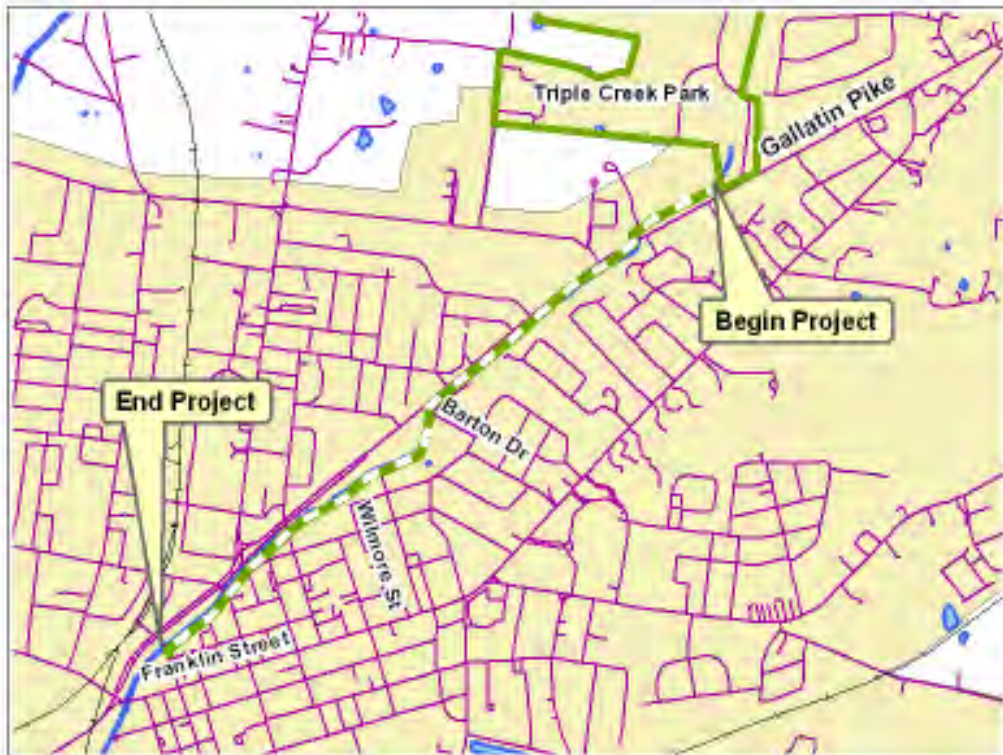 Triple Creek Park
Gallatin Pike
Begin Project
End Project
Barton Dr
Wilmore St
Franklin Street